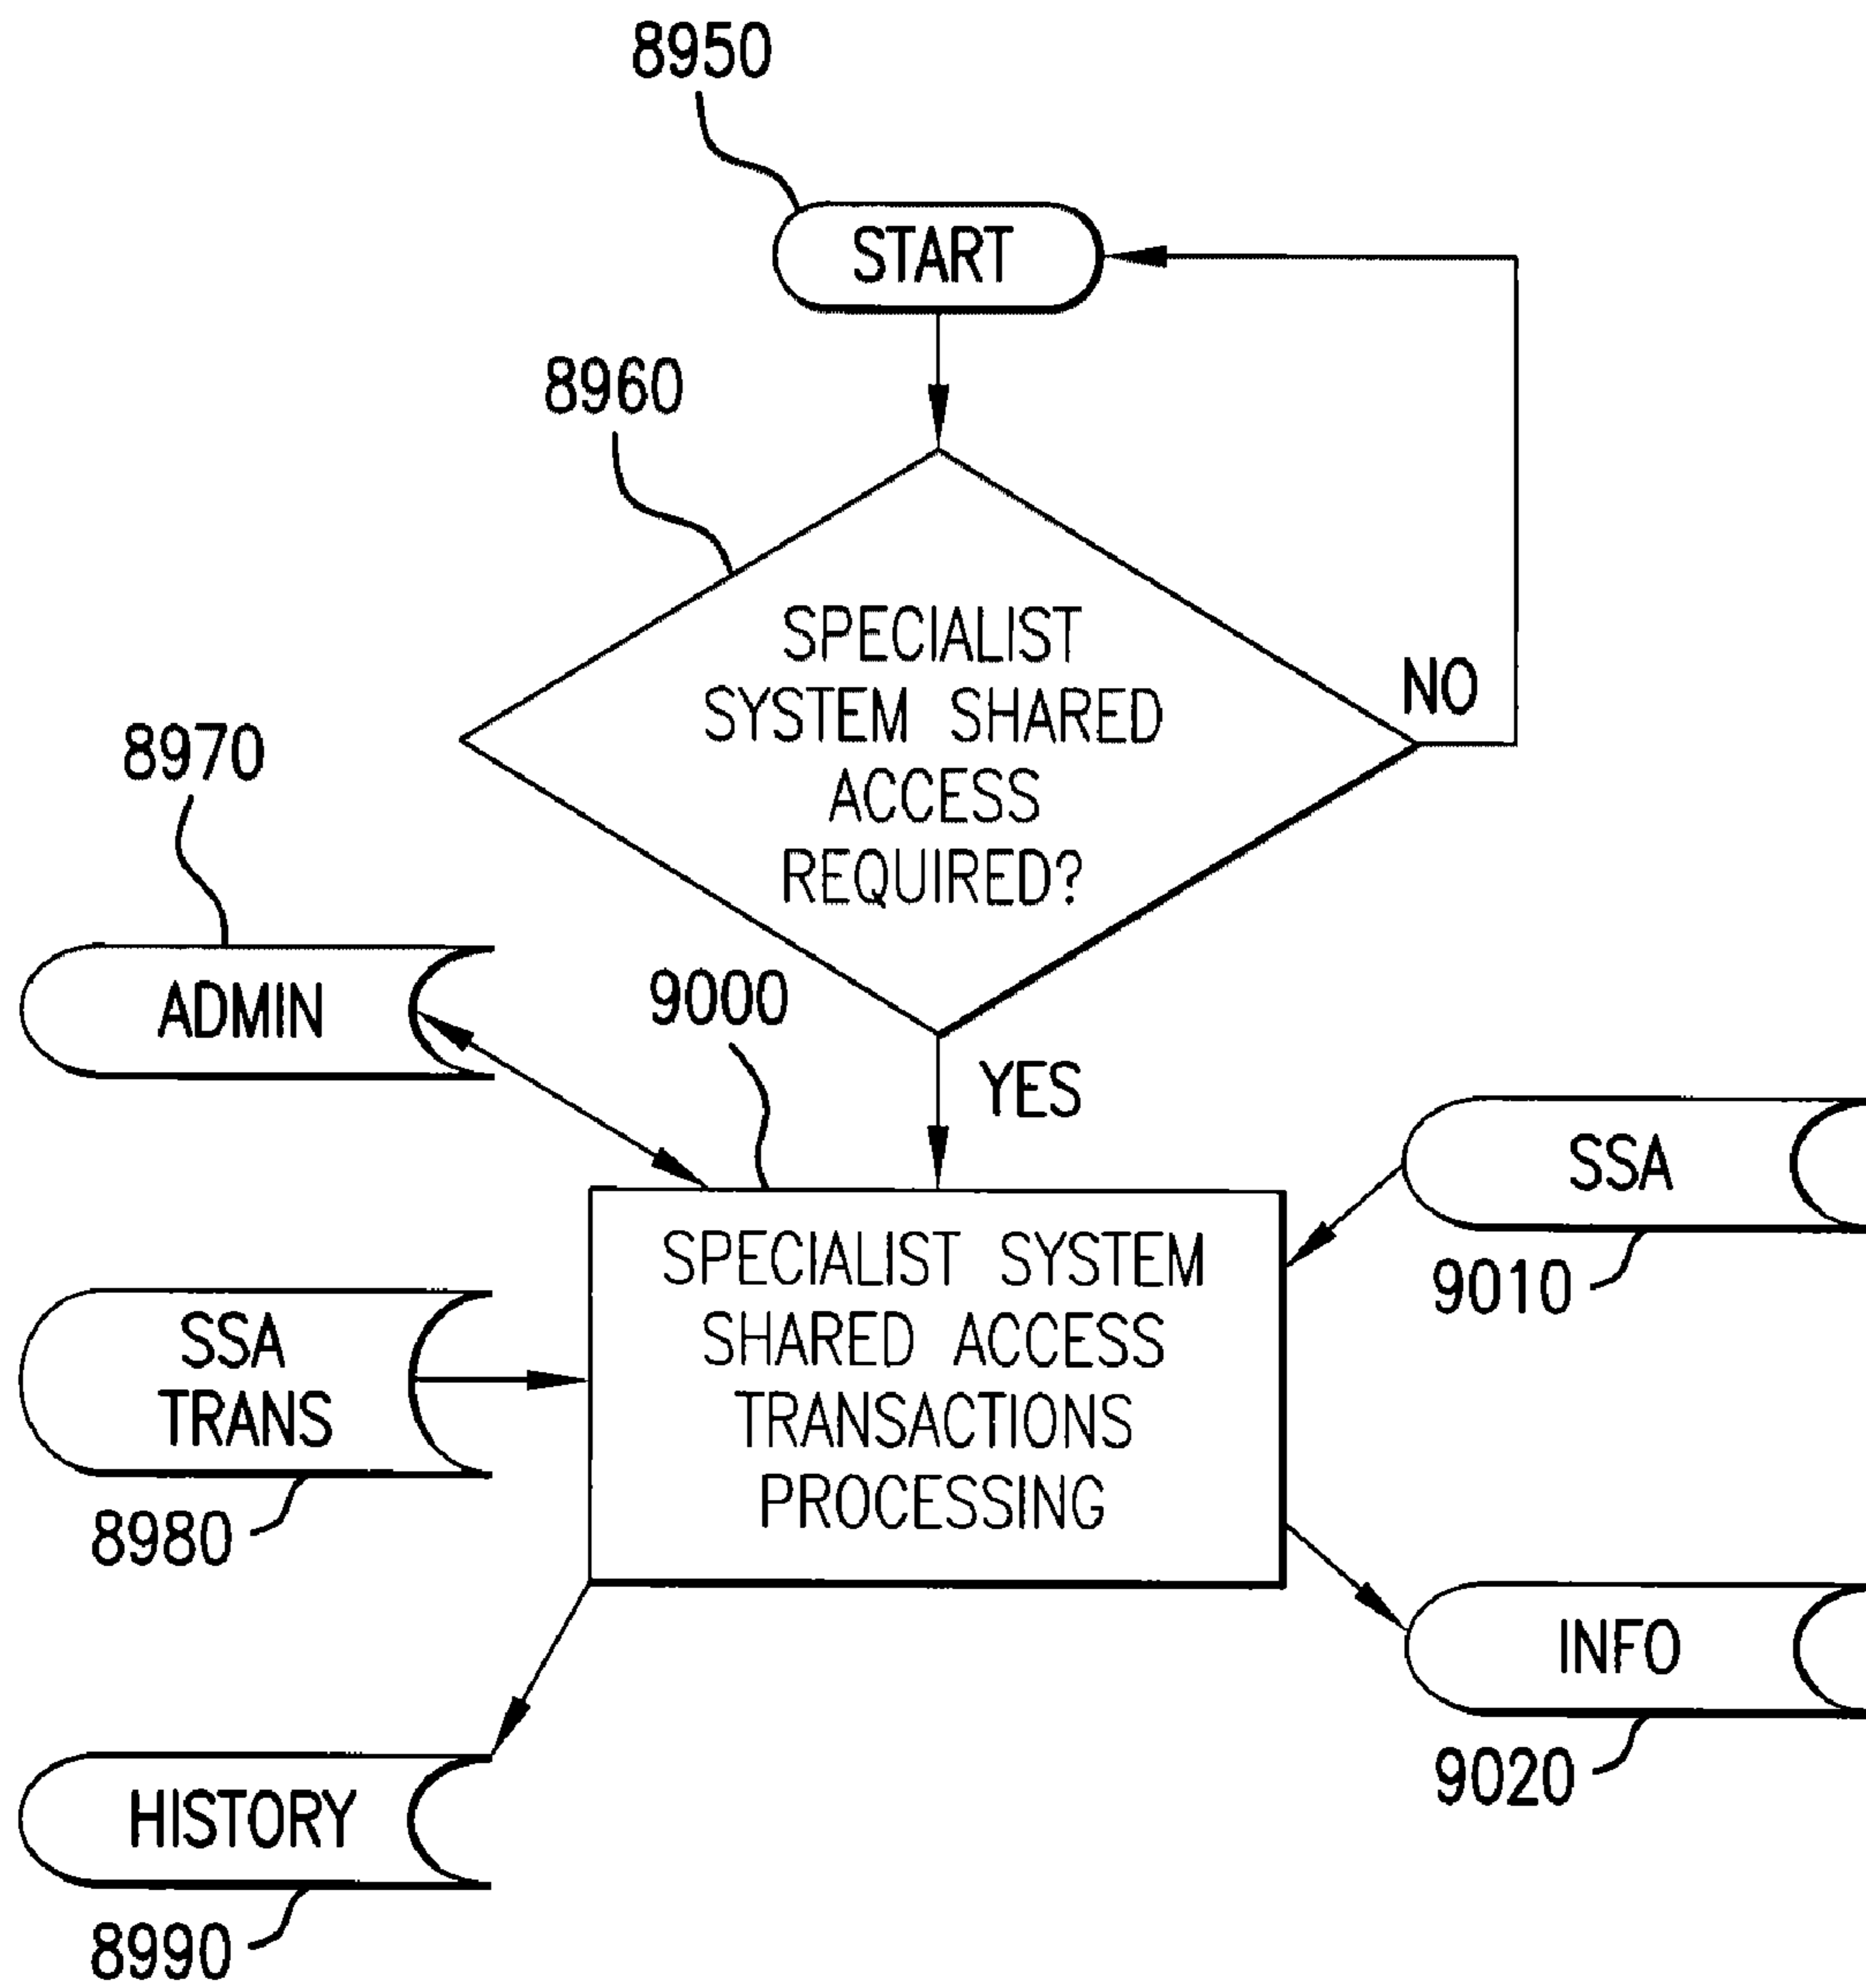 8950
START
8960
SPECIALIST
SYSTEM SHARED
ACCESS
REQUIRED?
NO
8970
ADMIN
9000
YES
SSA
9010
SPECIALIST SYSTEM
SHARED ACCESS
TRANSACTIONS
PROCESSING
SSA
TRANS
8980
INFO
9020
HISTORY
8990